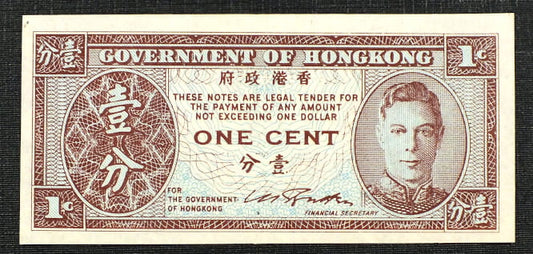 分壹 GOVERNMENT OF HONGKONG 1c
府政港香
THESE NOTES ARE LEGAL TENDER FOR
THE PAYMENT OF ANY AMOUNT
NOT EXCEEDING ONE DOLLAR
壹分
ONE CENT
分壹
FOR
THE GOVERNMENT
OF HONGKONG
FINANCIAL SECRETARY
1c 分壹